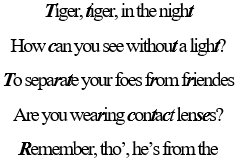 Tiger, tiger, in the night
How can you see without a light?
To separate your foes from friendes
Are you wearing contact lenses?
Remember, tho', he's from the